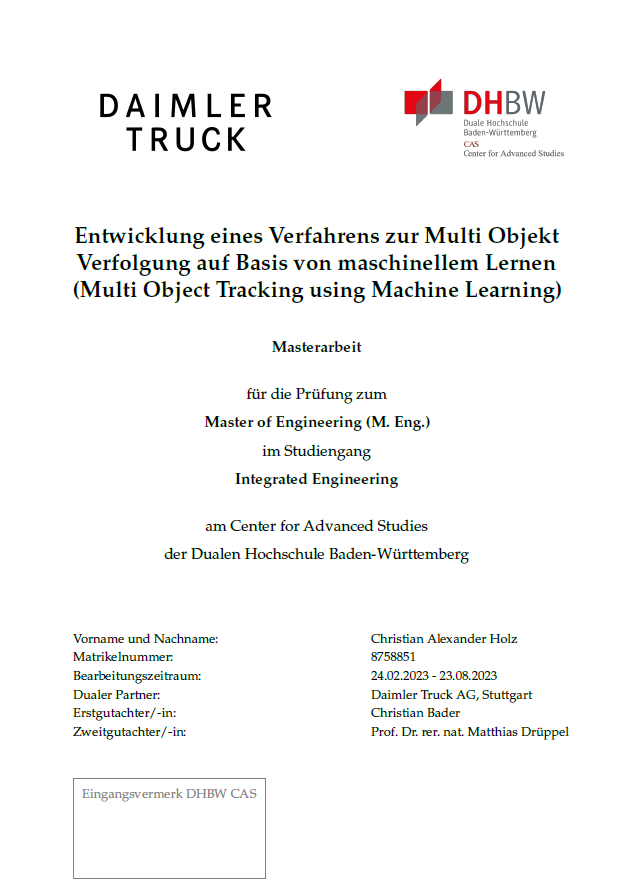 DAIMLER
TRUCK
DHBW
Duale Hochschule
Baden-Württemberg
CAS
Center for Advanced Studies
Entwicklung eines Verfahrens zur Multi Objekt
Verfolgung auf Basis von maschinellem Lernen
(Multi Object Tracking using Machine Learning)
Masterarbeit
für die Prüfung zum
Master of Engineering (M. Eng.)
im Studiengang
Integrated Engineering
am Center for Advanced Studies
der Dualen Hochschule Baden-Württemberg
Vorname und Nachname: Christian Alexander Holz
Matrikelnummer: 8758851
Bearbeitungszeitraum: 24.02.2023 - 23.08.2023
Dualer Partner: Daimler Truck AG, Stuttgart
Erstgutachter/-in: Christian Bader
Zweitgutachter/-in: Prof. Dr. rer. nat. Matthias Drüppel
Eingangsvermerk DHBW CAS